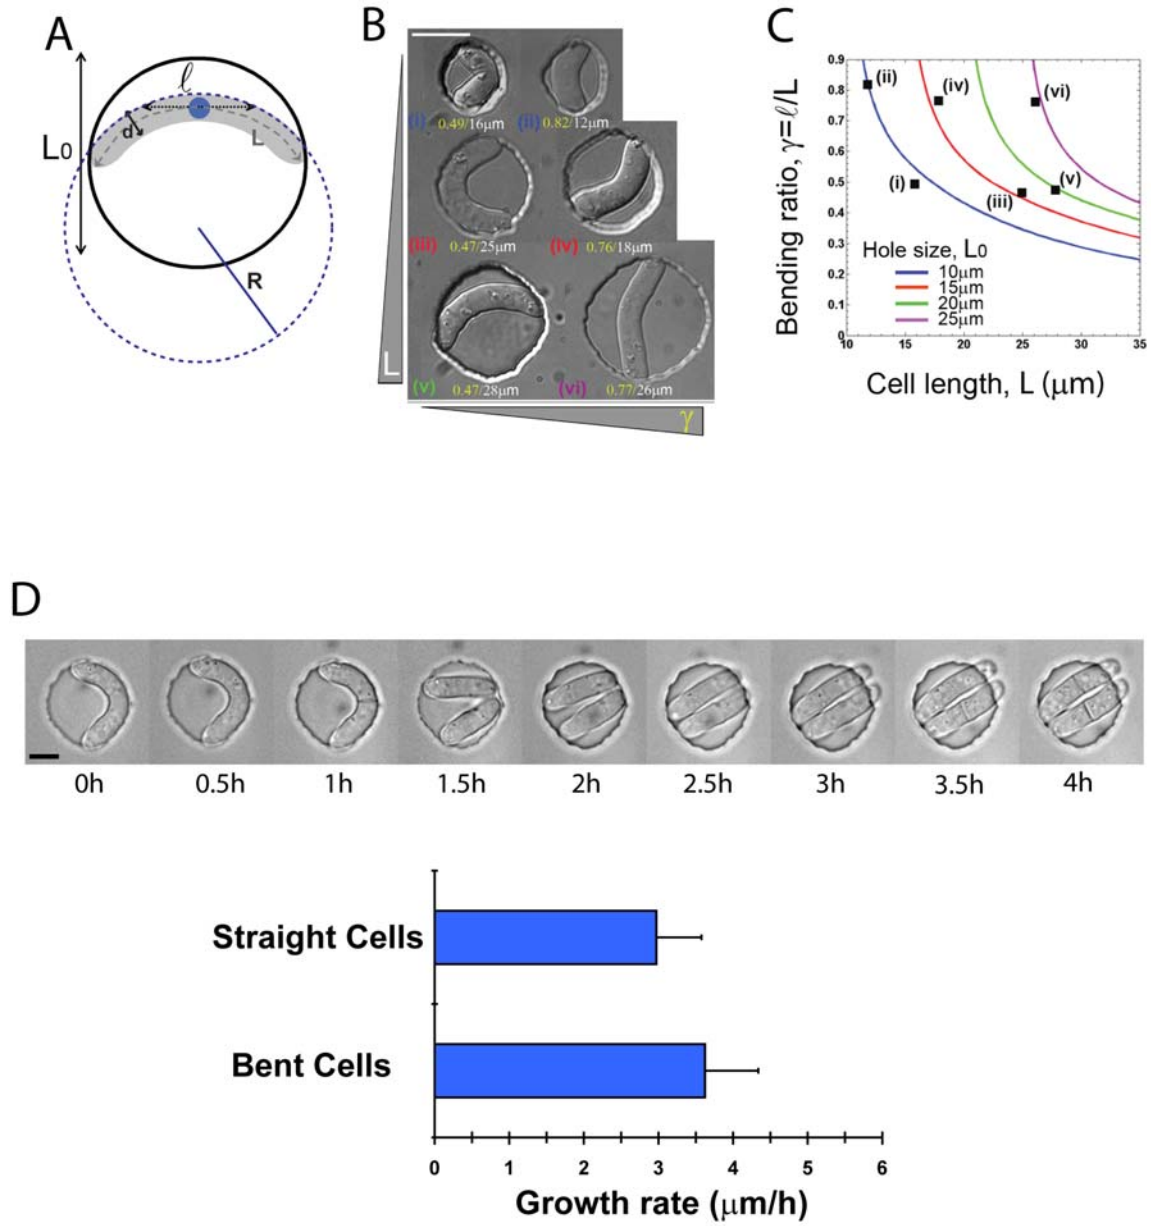 A
ℓ
d
L
L₀
R
B
(i) 0.49/16μm (ii) 0.82/12μm
(iii) 0.47/25μm (iv) 0.76/18μm
(v) 0.47/28μm (vi) 0.77/26μm
L
γ
C
Bending ratio, γ=ℓ/L
0.9
0.8
0.7
0.6
0.5
0.4
0.3
0.2
0.1
0
(ii) (iv) (vi)
(i) (iii) (v)
Hole size, L₀
10μm
15μm
20μm
25μm
10 15 20 25 30 35
Cell length, L (μm)
D
0h 0.5h 1h 1.5h 2h 2.5h 3h 3.5h 4h
Straight Cells
Bent Cells
0 1 2 3 4 5 6
Growth rate (μm/h)